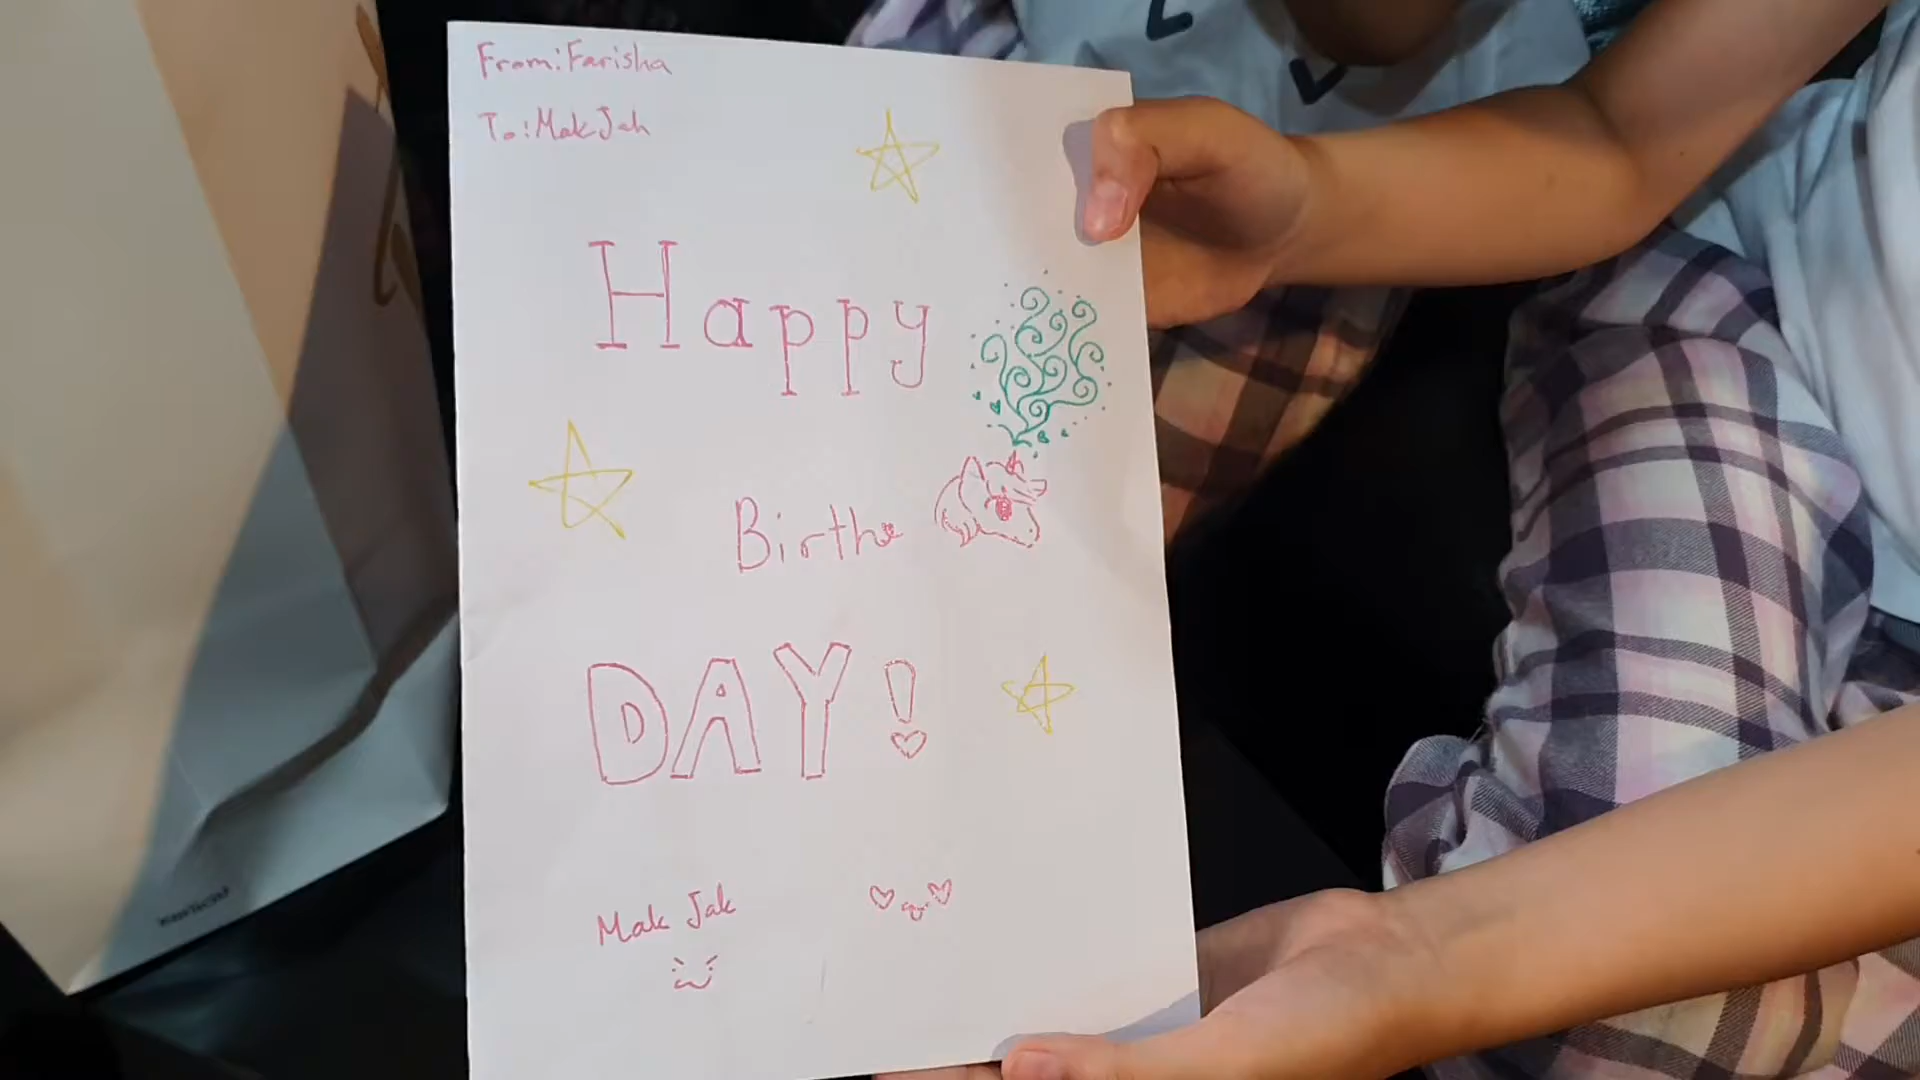 From: Farisha
To: Mak Jah
Happy
Birth
DAY!
Mak Jah